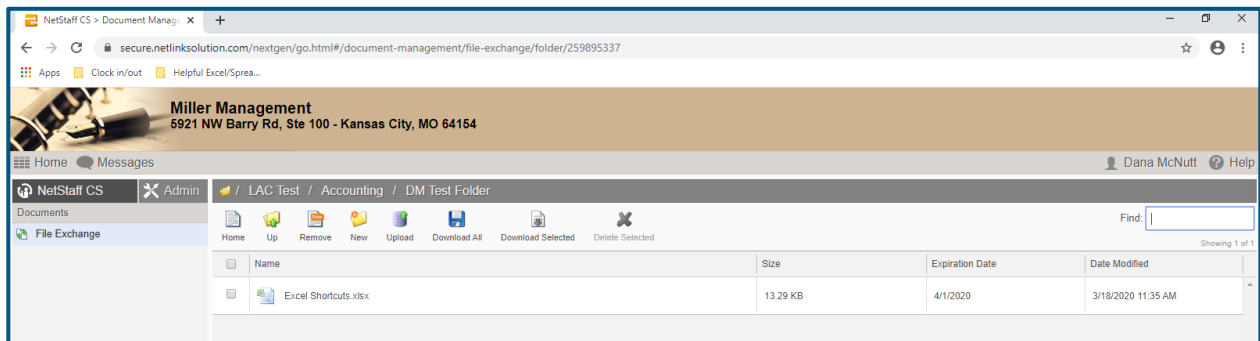 NetStaff CS > Document Manage
secure.netlinksolution.com/nextgen/go.html#/document-management/file-exchange/folder/259895337
Apps Clock in/out Helpful Excel/Sprea...
Miller Management
5921 NW Barry Rd, Ste 100 - Kansas City, MO 64154
Home Messages Dana McNutt Help
NetStaff CS Admin / LAC Test / Accounting / DM Test Folder
Documents
File Exchange
Home Up Remove New Upload Download All Download Selected Delete Selected
Find:
Showing 1 of 1
Name Size Expiration Date Date Modified
Excel Shortcuts.xlsx 13.29 KB 4/1/2020 3/18/2020 11:35 AM